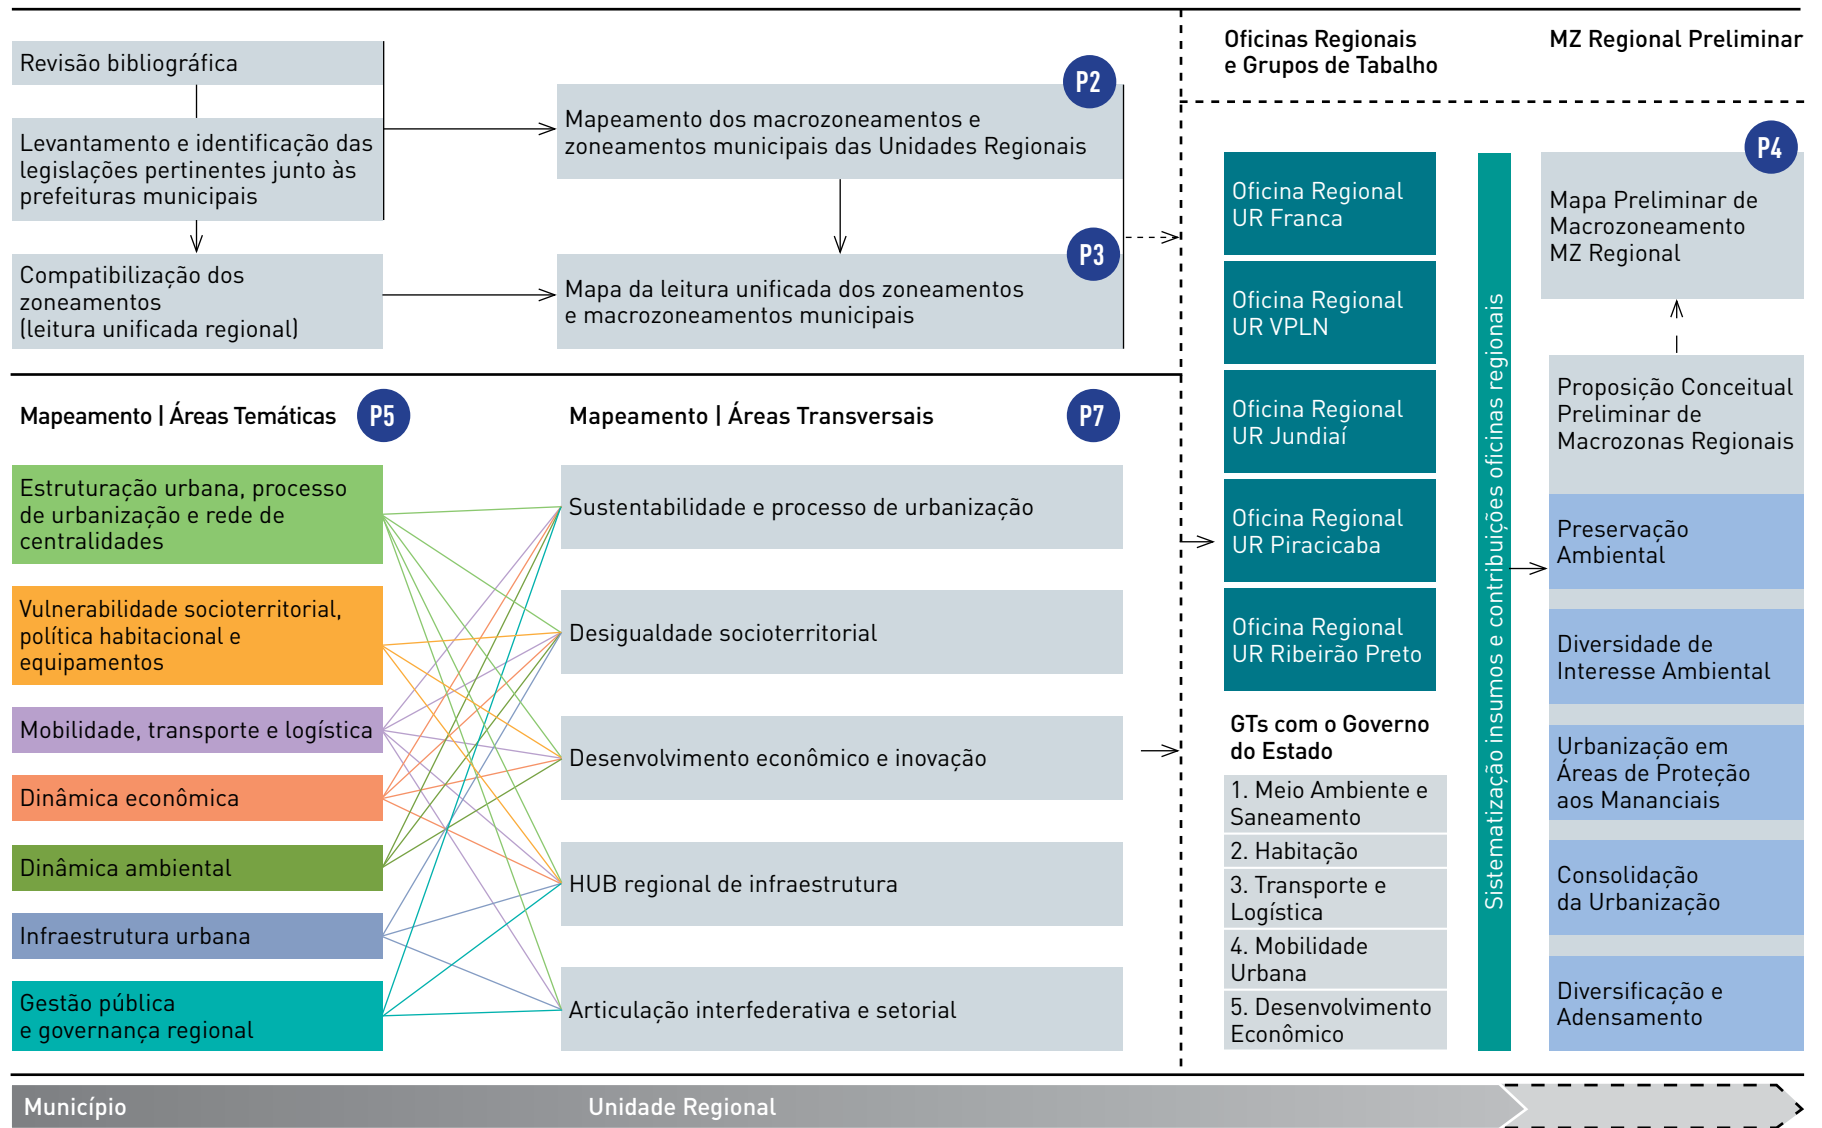 Revisão bibliográfica
Levantamento e identificação das
legislações pertinentes junto às
prefeituras municipais
Compatibilização dos
zoneamentos
(leitura unificada regional)
P2
Mapeamento dos macrozoneamentos e
zoneamentos municipais das Unidades Regionais
P3
Mapa da leitura unificada dos zoneamentos
e macrozoneamentos municipais
Mapeamento | Áreas Temáticas
P5
Estruturação urbana, processo
de urbanização e rede de
centralidades
Vulnerabilidade socioterritorial,
política habitacional e
equipamentos
Mobilidade, transporte e logística
Dinâmica econômica
Dinâmica ambiental
Infraestrutura urbana
Gestão pública
e governança regional
Mapeamento | Áreas Transversais
P7
Sustentabilidade e processo de urbanização
Desigualdade socioterritorial
Desenvolvimento econômico e inovação
HUB regional de infraestrutura
Articulação interfederativa e setorial
Oficinas Regionais
e Grupos de Tabalho
Oficina Regional
UR Franca
Oficina Regional
UR VPLN
Oficina Regional
UR Jundiaí
Oficina Regional
UR Piracicaba
Oficina Regional
UR Ribeirão Preto
GTs com o Governo
do Estado
1. Meio Ambiente e
Saneamento
2. Habitação
3. Transporte e
Logística
4. Mobilidade
Urbana
5. Desenvolvimento
Econômico
Sistematização insumos e contribuições oficinas regionais
MZ Regional Preliminar
P4
Mapa Preliminar de
Macrozoneamento
MZ Regional
Proposição Conceitual
Preliminar de
Macrozonas Regionais
Preservação
Ambiental
Diversidade de
Interesse Ambiental
Urbanização em
Áreas de Proteção
aos Mananciais
Consolidação
da Urbanização
Diversificação e
Adensamento
Município
Unidade Regional